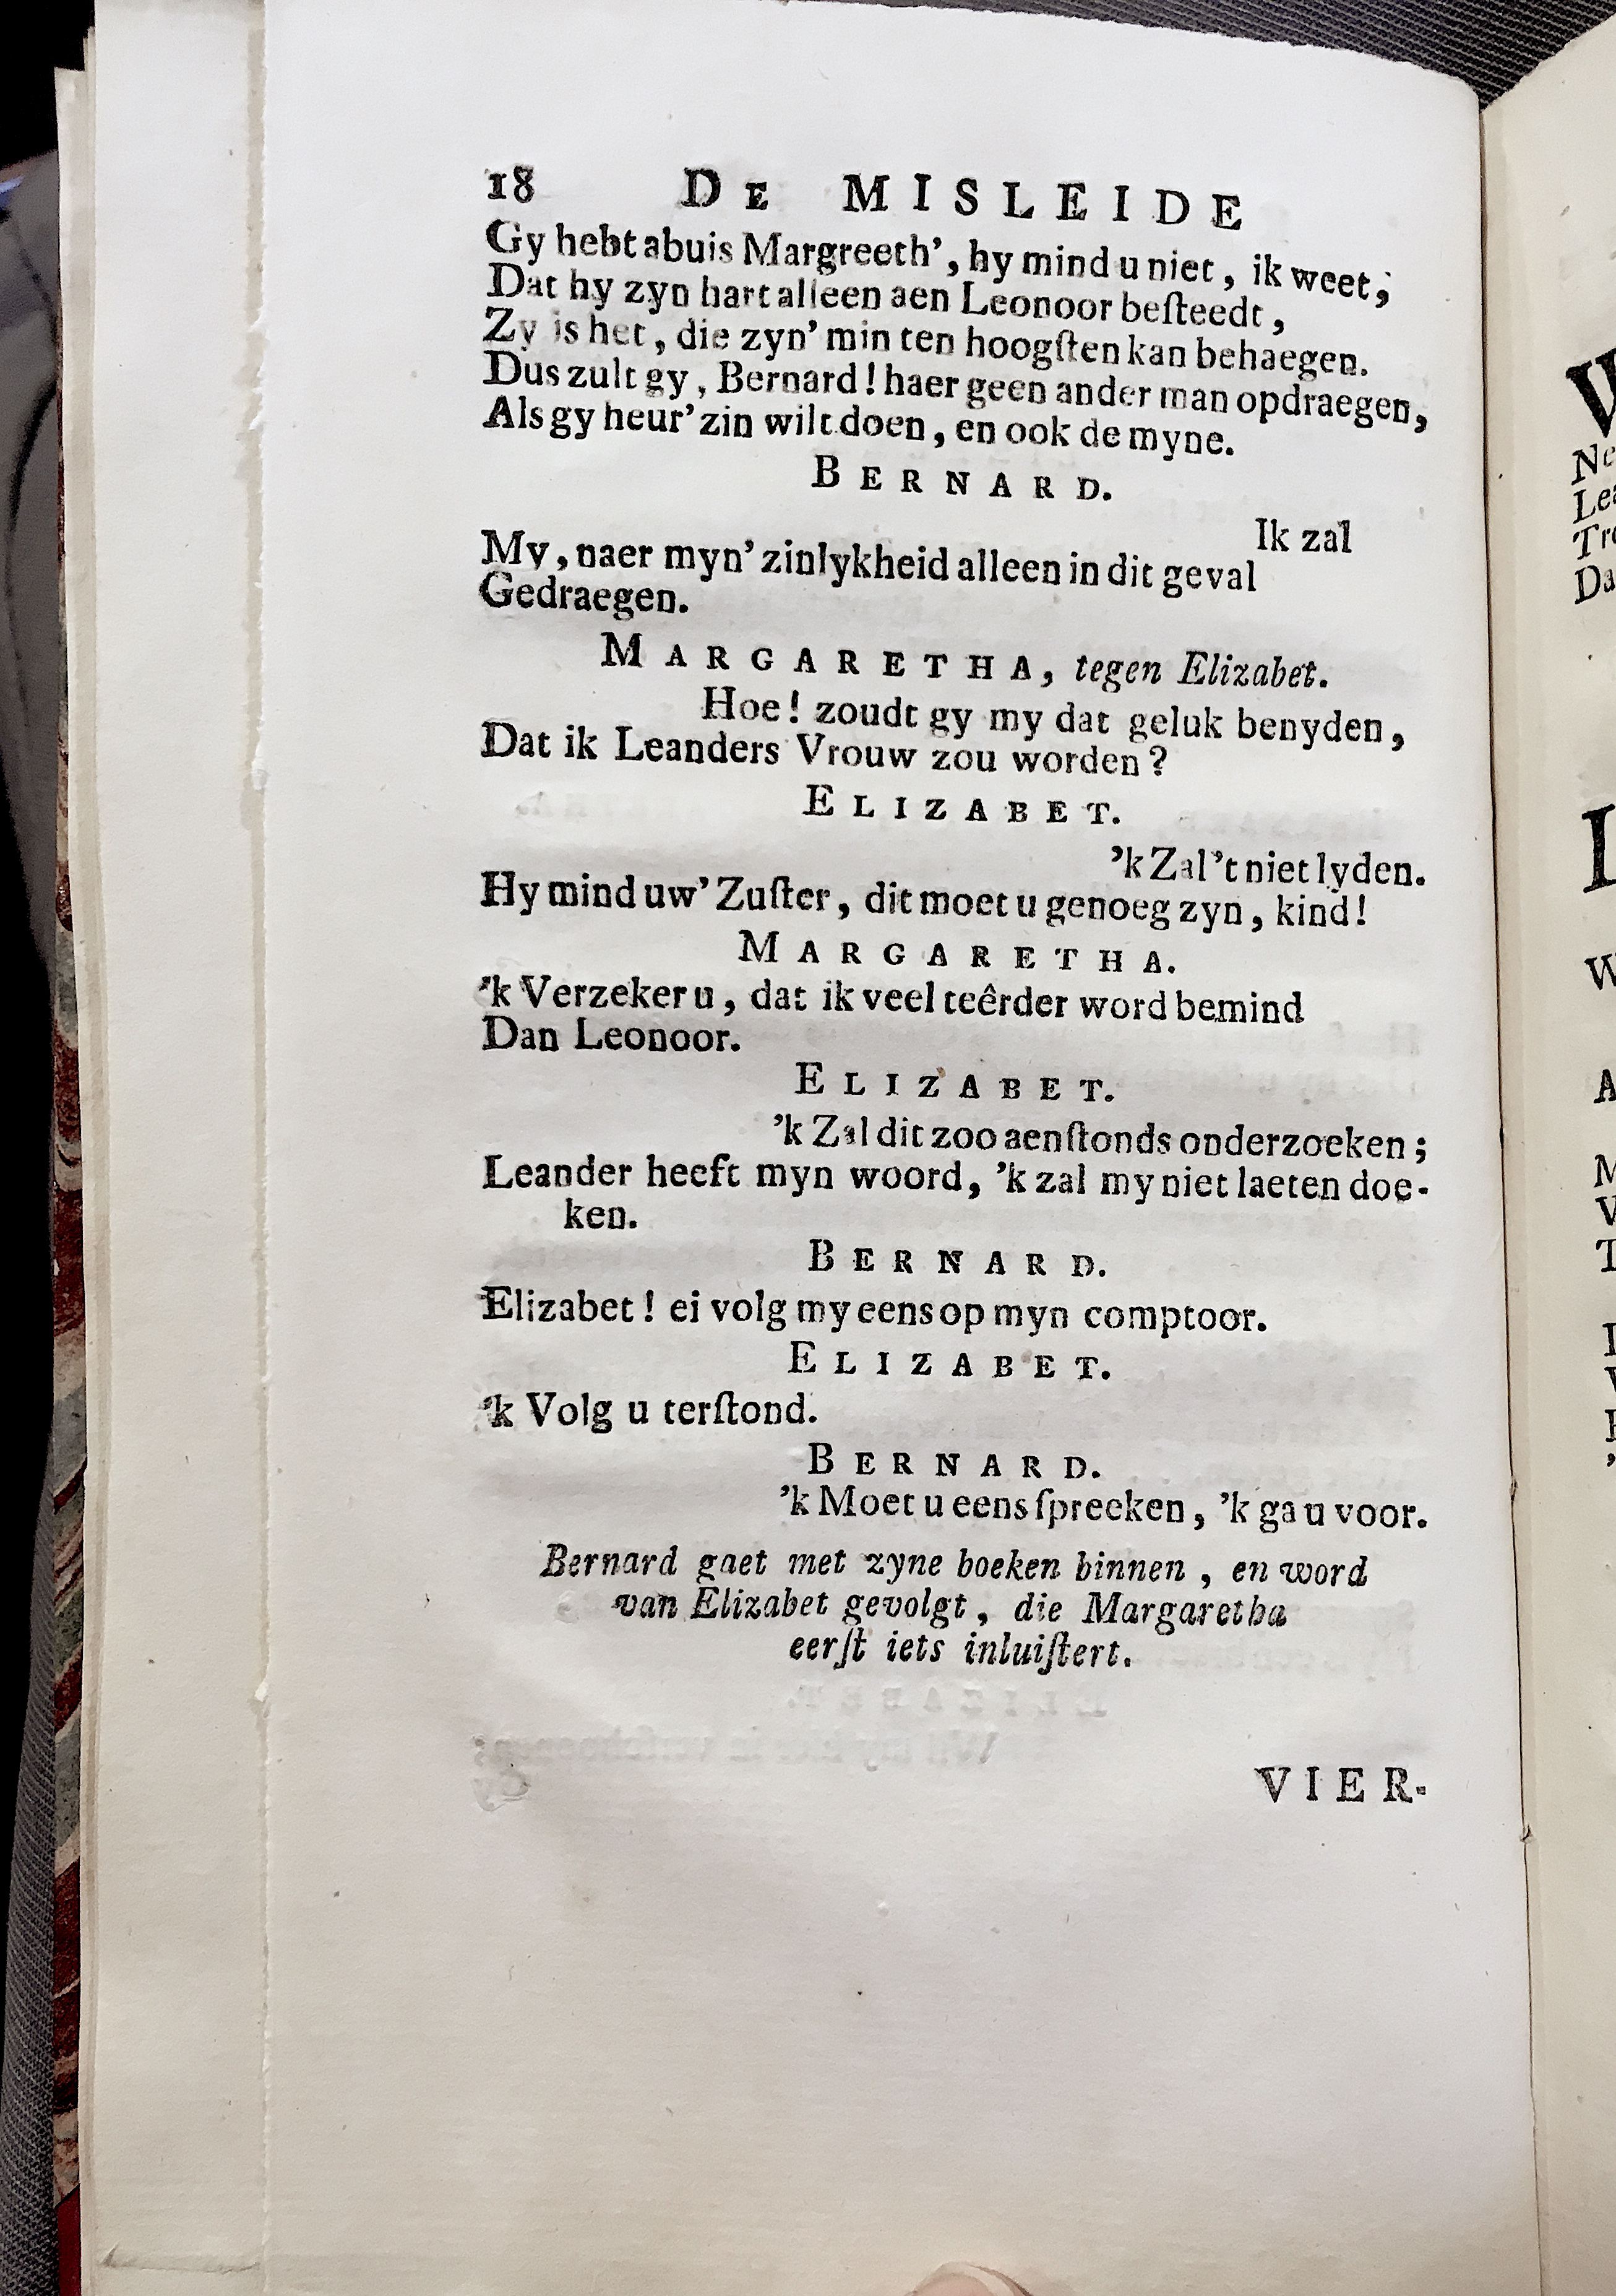 18 DE MISLEIDE
Gy hebt abuis Margreeth', hy mind u niet, ik weet,
Dat hy zyn hart alleen aen Leonoor beſteedt,
Zy is het, die zyn' min ten hoogſten kan behaegen.
Dus zult gy, Bernard! haer geen ander man opdraegen,
Als gy heur' zin wilt doen, en ook de myne.
BERNARD.
Ik zal
My, naer myn' zinlykheid alleen in dit geval
Gedraegen.
MARGARETHA, tegen Elizabet.
Hoe! zoudt gy my dat geluk benyden,
Dat ik Leanders Vrouw zou worden?
ELIZABET.
'k Zal 't niet lyden.
Hy mind uw' Zuſter, dit moet u genoeg zyn, kind!
MARGARETHA.
'k Verzeker u, dat ik veel teêrder word bemind
Dan Leonoor.
ELIZABET.
'k Zal dit zoo aenſtonds onderzoeken;
Leander heeft myn woord, 'k zal my niet laeten doe-
ken.
BERNARD.
Elizabet! ei volg my eens op myn comptoor.
ELIZABET.
'k Volg u terſtond.
BERNARD.
'k Moet u eens ſpreeken, 'k ga u voor.
Bernard gaet met zyne boeken binnen, en word
van Elizabet gevolgt, die Margaretha
eerſt iets inluiſtert.
VIER-